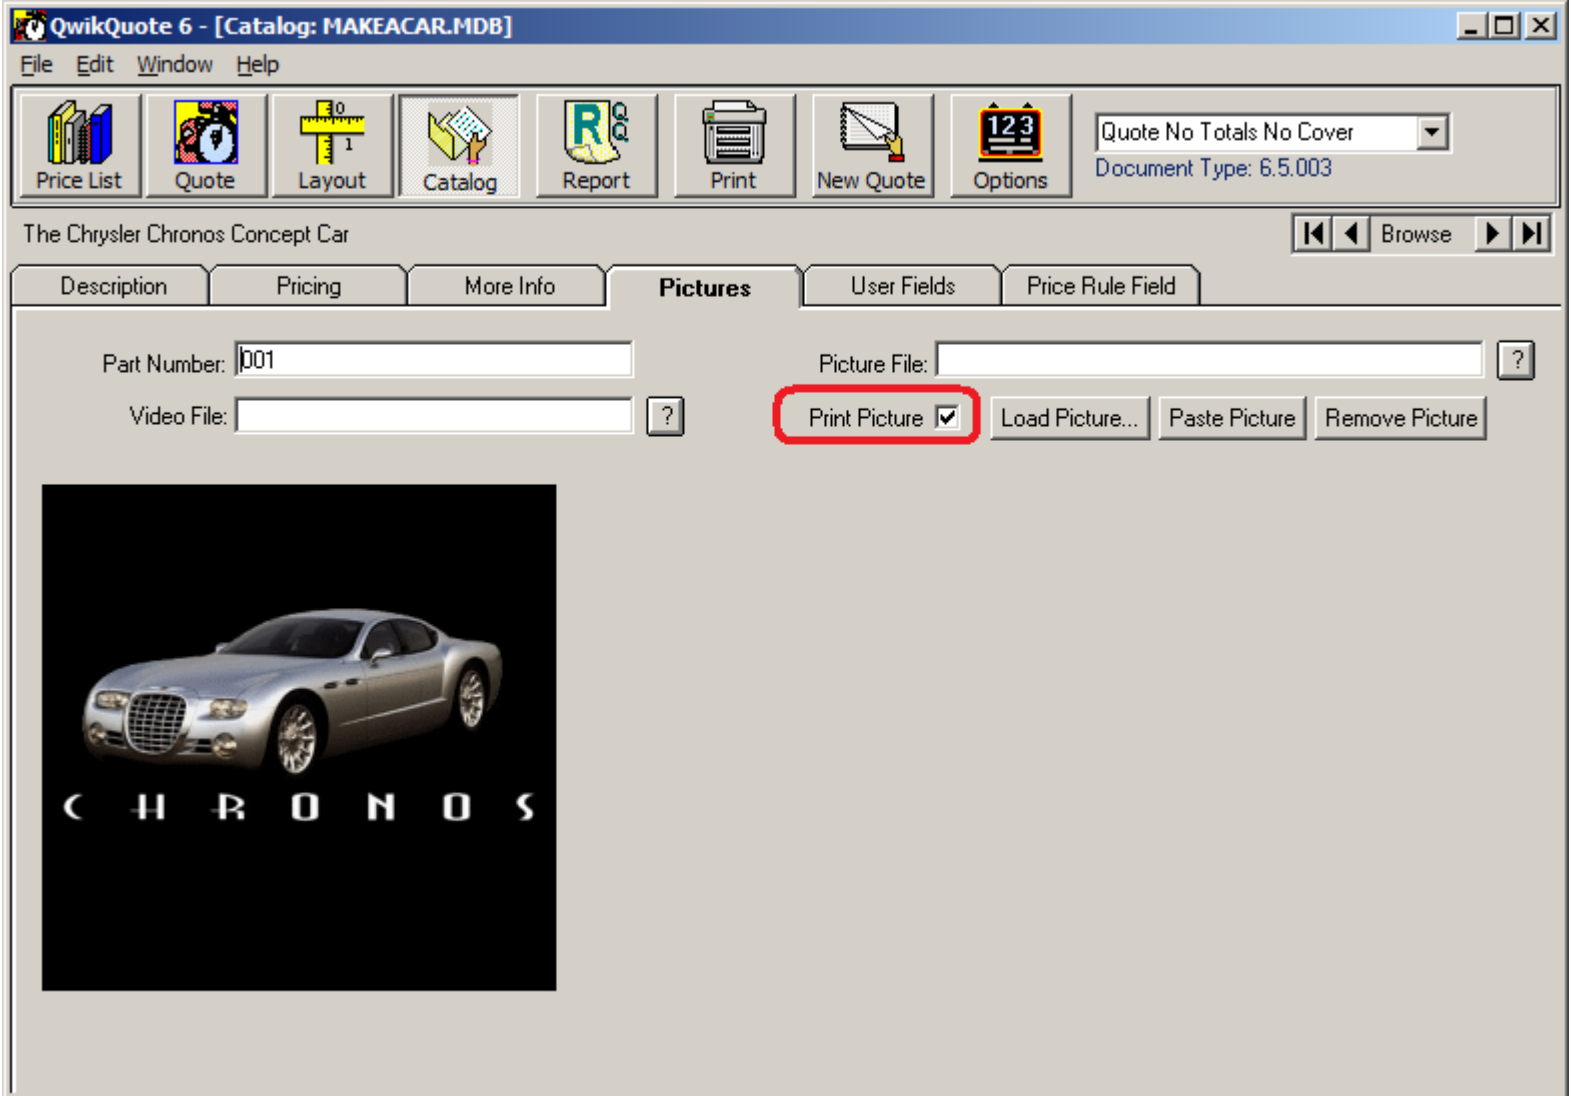 QwikQuote 6 - [Catalog: MAKEACAR.MDB]
File Edit Window Help
Price List Quote Layout Catalog Report Print New Quote Options
Quote No Totals No Cover
Document Type: 6.5.003
The Chrysler Chronos Concept Car
Browse
Description Pricing More Info Pictures User Fields Price Rule Field
Part Number: 001 Picture File: ?
Video File: ? Print Picture Load Picture... Paste Picture Remove Picture
CHRONOS